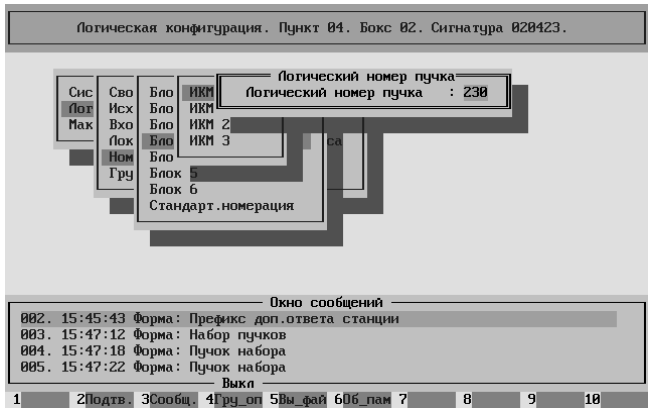 Логическая конфигурация. Пункт 04. Бокс 02. Сигнатура 020423.
Логический номер пучка
Логический номер пучка : 230
Сис Сво Бло ИКМ
Лог Исх Бло ИКМ
Мак Вхо Бло ИКМ 2
Лок Бло ИКМ 3 са
Ном Бло
Гру Блок 5
Блок 6
Стандарт.номерация
Окно сообщений
002. 15:45:43 Форма: Префикс доп.ответа станции
003. 15:47:12 Форма: Набор пучков
004. 15:47:18 Форма: Пучок набора
005. 15:47:22 Форма: Пучок набора
Выкл
1 2Подтв. 3Сообщ. 4Гру_оп 5Вы_фай 6Об_пам 7 8 9 10